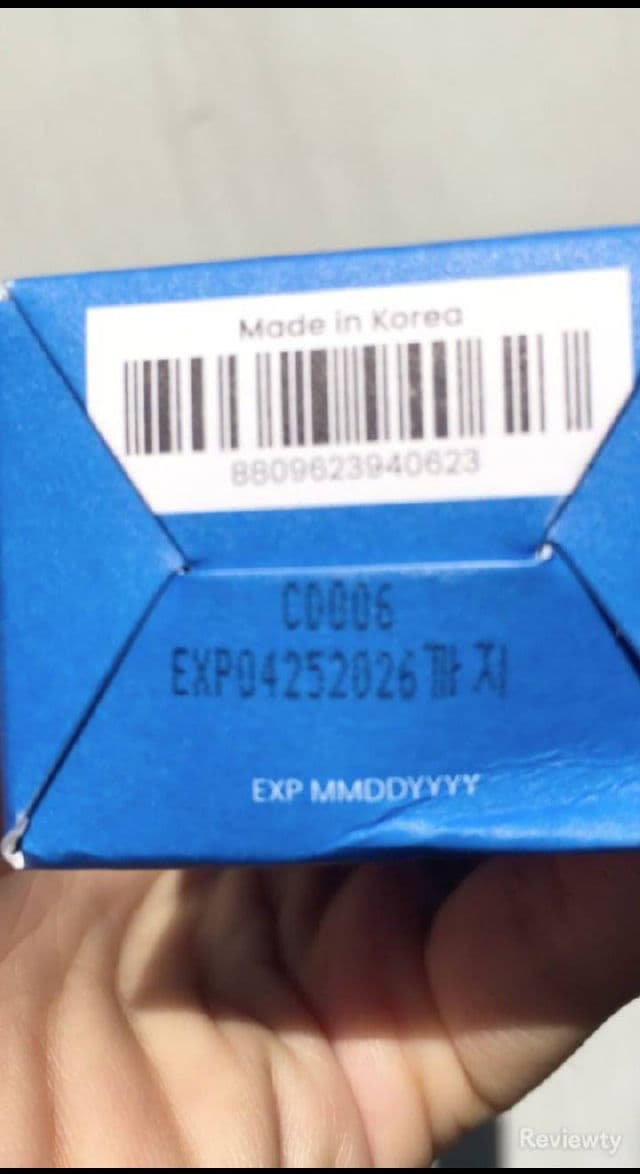 Made in Korea
8809623940623
C0006
EXP04252026까지
EXP MMDDYYYY
Reviewty